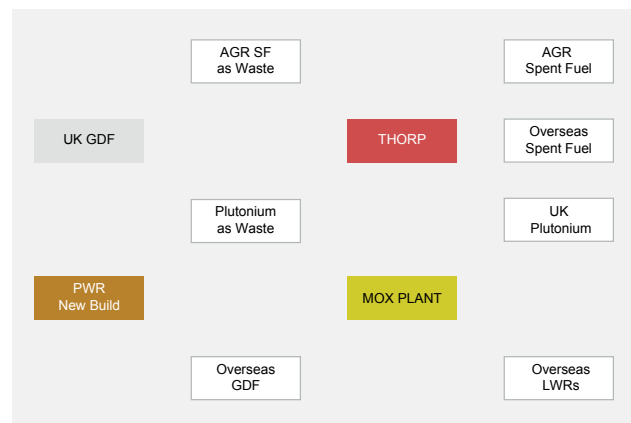 AGR SF
as Waste
AGR
Spent Fuel
UK GDF
THORP
Overseas
Spent Fuel
Plutonium
as Waste
UK
Plutonium
PWR
New Build
MOX PLANT
Overseas
GDF
Overseas
LWRs